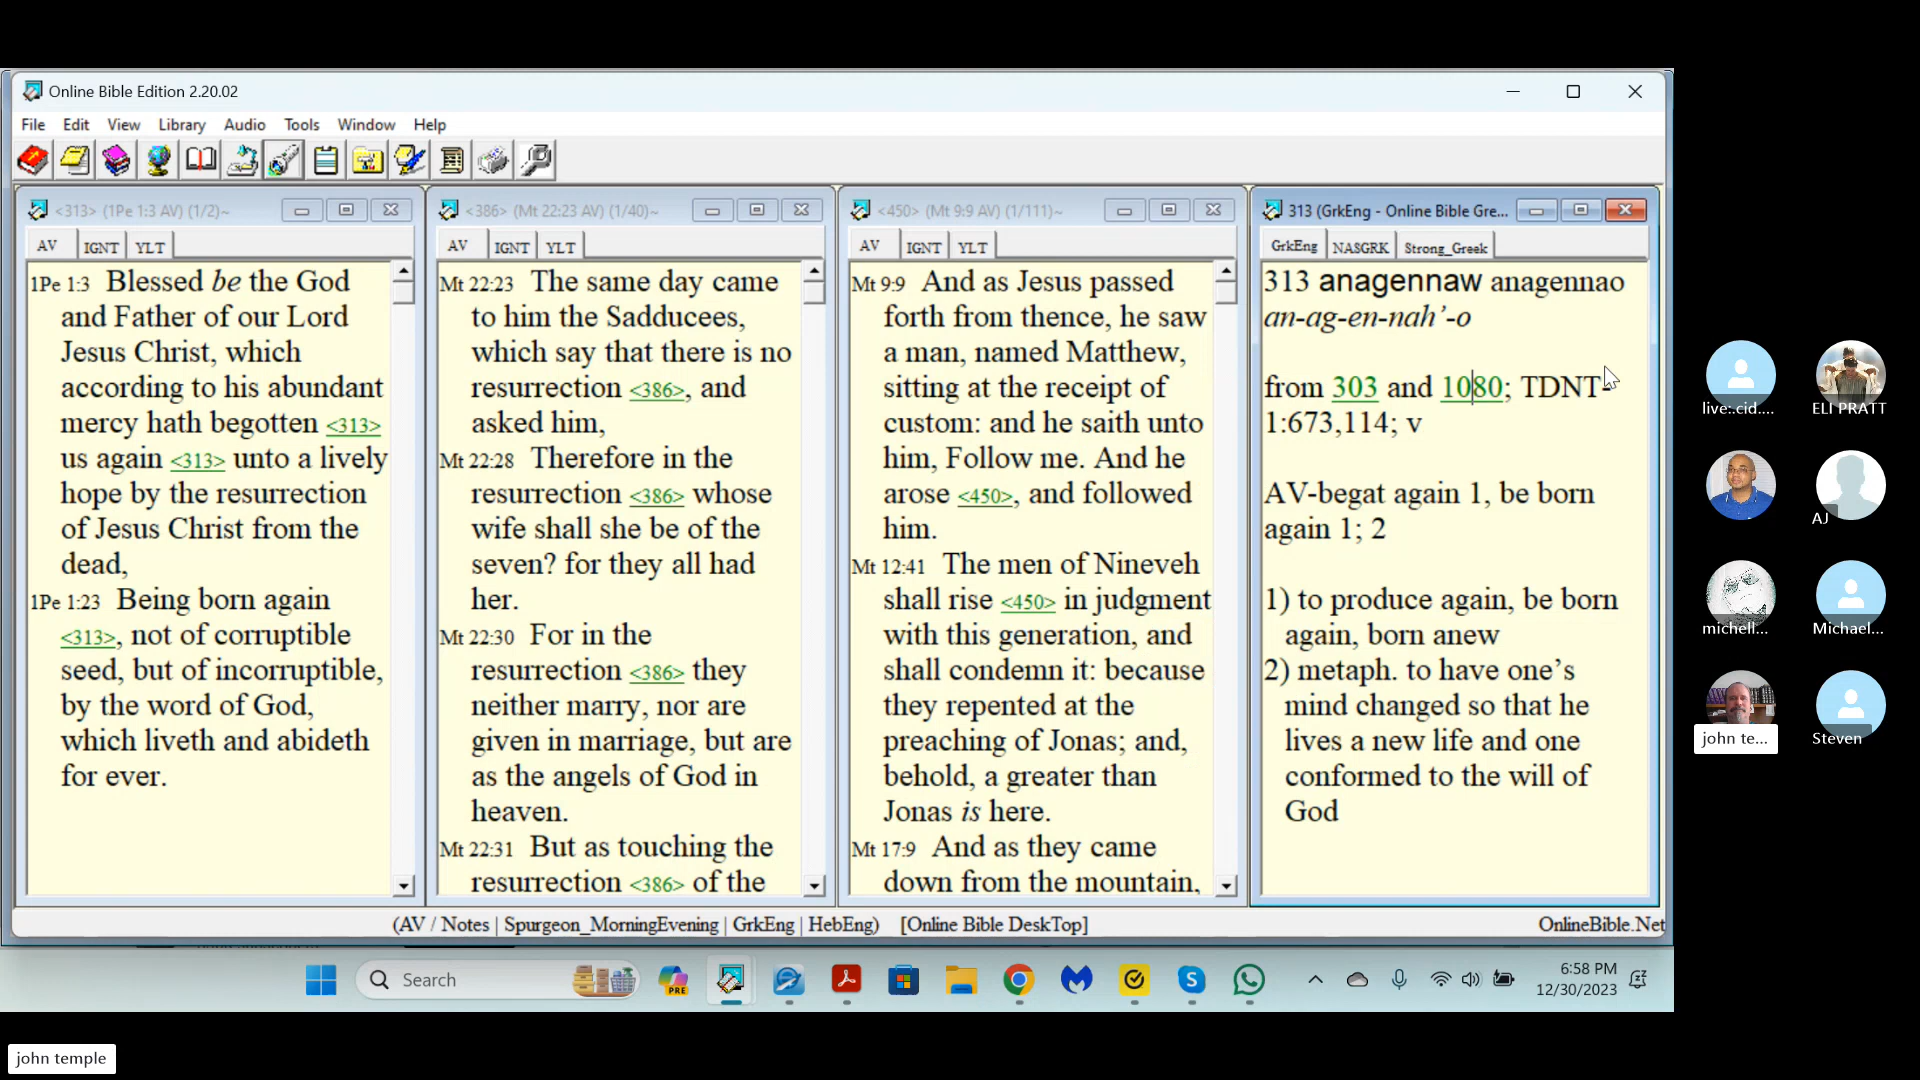 Online Bible Edition 2.20.02
File Edit View Library Audio Tools Window Help
<313> (1Pe 1:3 AV) (1/2)~
AV IGNT YLT
1Pe 1:3 Blessed be the God
and Father of our Lord
Jesus Christ, which
according to his abundant
mercy hath begotten <313>
us again <313> unto a lively
hope by the resurrection
of Jesus Christ from the
dead,
1Pe 1:23 Being born again
<313>, not of corruptible
seed, but of incorruptible,
by the word of God,
which liveth and abideth
for ever.
<386> (Mt 22:23 AV) (1/40)~
AV IGNT YLT
Mt 22:23 The same day came
to him the Sadducees,
which say that there is no
resurrection <386>, and
asked him,
Mt 22:28 Therefore in the
resurrection <386> whose
wife shall she be of the
seven? for they all had
her.
Mt 22:30 For in the
resurrection <386> they
neither marry, nor are
given in marriage, but are
as the angels of God in
heaven.
Mt 22:31 But as touching the
resurrection <386> of the
<450> (Mt 9:9 AV) (1/111)~
AV IGNT YLT
Mt 9:9 And as Jesus passed
forth from thence, he saw
a man, named Matthew,
sitting at the receipt of
custom: and he saith unto
him, Follow me. And he
arose <450>, and followed
him.
Mt 12:41 The men of Nineveh
shall rise <450> in judgment
with this generation, and
shall condemn it: because
they repented at the
preaching of Jonas; and,
behold, a greater than
Jonas is here.
Mt 17:9 And as they came
down from the mountain,
313 (GrkEng - Online Bible Gre...
GrkEng NASGRK Strong_Greek
313 anagennaw anagennao
an-ag-en-nah’-o
from 303 and 1080; TDNT-
1:673,114; v
AV-begat again 1, be born
again 1; 2
1) to produce again, be born
again, born anew
2) metaph. to have one’s
mind changed so that he
lives a new life and one
conformed to the will of
God
(AV / Notes | Spurgeon_MorningEvening | GrkEng | HebEng) [Online Bible DeskTop]
OnlineBible.Net
Search
PRE
6:58 PM
12/30/2023
live:.cid....
ELI PRATT
AJ
michell...
Michael...
john te...
Steven
john temple